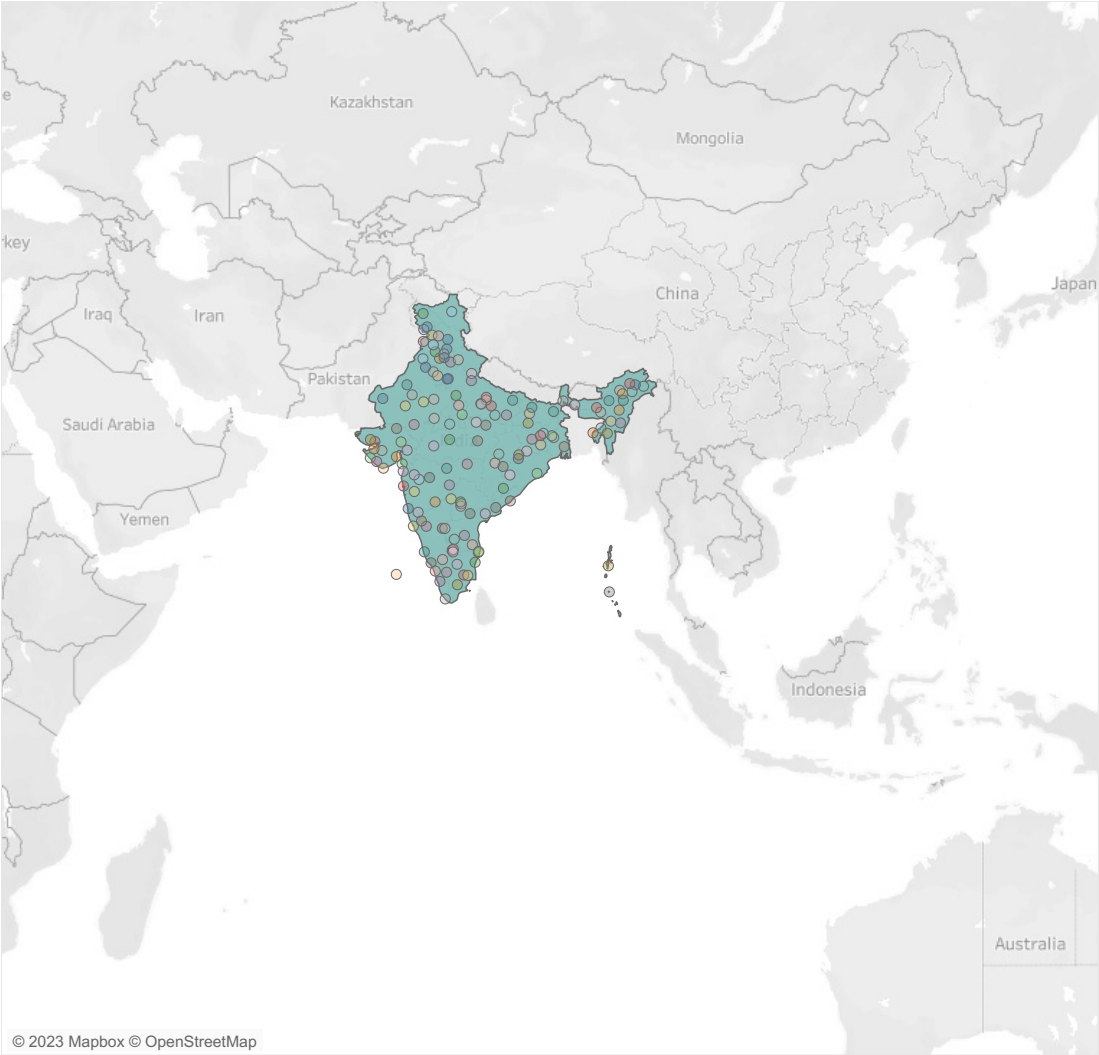 e
Kazakhstan
Mongolia
rkey
China
Japan
Iraq
Iran
Pakistan
Saudi Arabia
Yemen
Indonesia
Australia
© 2023 Mapbox © OpenStreetMap